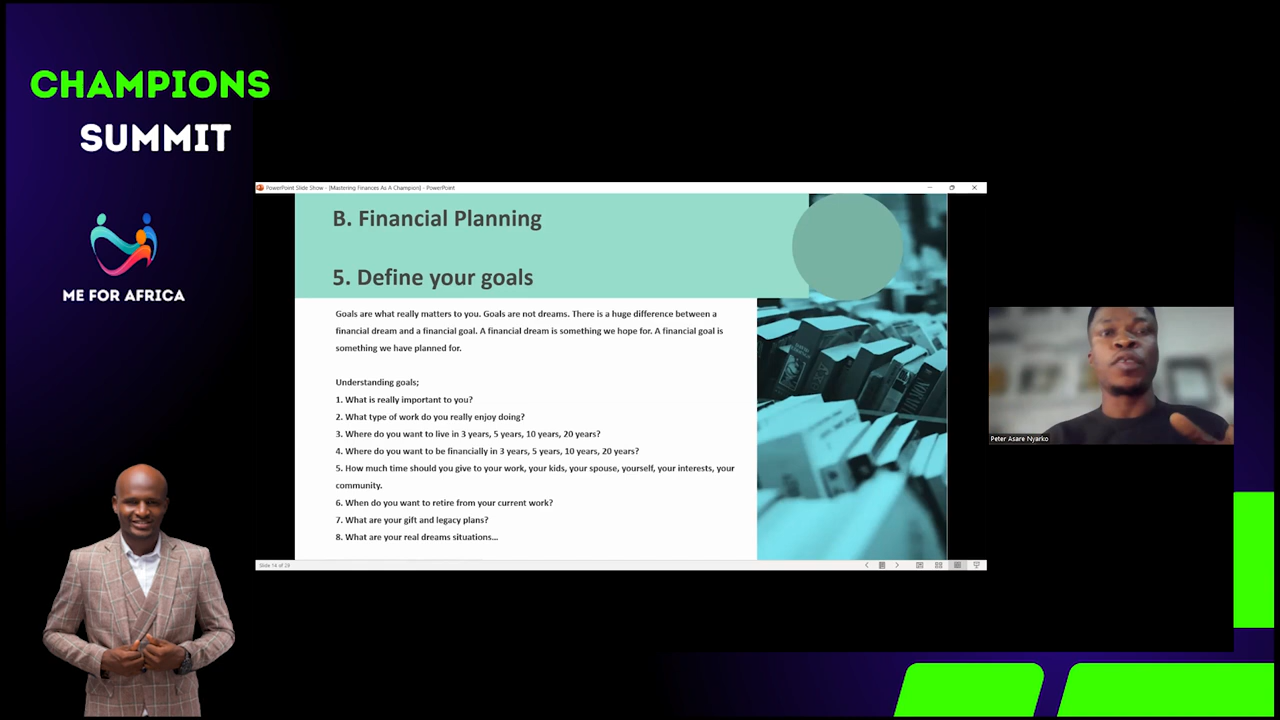 CHAMPIONS
SUMMIT
ME FOR AFRICA
PowerPoint Slide Show - [Mastering Finances As A Champion] - PowerPoint
B. Financial Planning
5. Define your goals
Goals are what really matters to you. Goals are not dreams. There is a huge difference between a
financial dream and a financial goal. A financial dream is something we hope for. A financial goal is
something we have planned for.
Understanding goals;
1. What is really important to you?
2. What type of work do you really enjoy doing?
3. Where do you want to live in 3 years, 5 years, 10 years, 20 years?
4. Where do you want to be financially in 3 years, 5 years, 10 years, 20 years?
5. How much time should you give to your work, your kids, your spouse, yourself, your interests, your
community.
6. When do you want to retire from your current work?
7. What are your gift and legacy plans?
8. What are your real dreams situations...
Slide 14 of 29
Peter Asare Nyarko